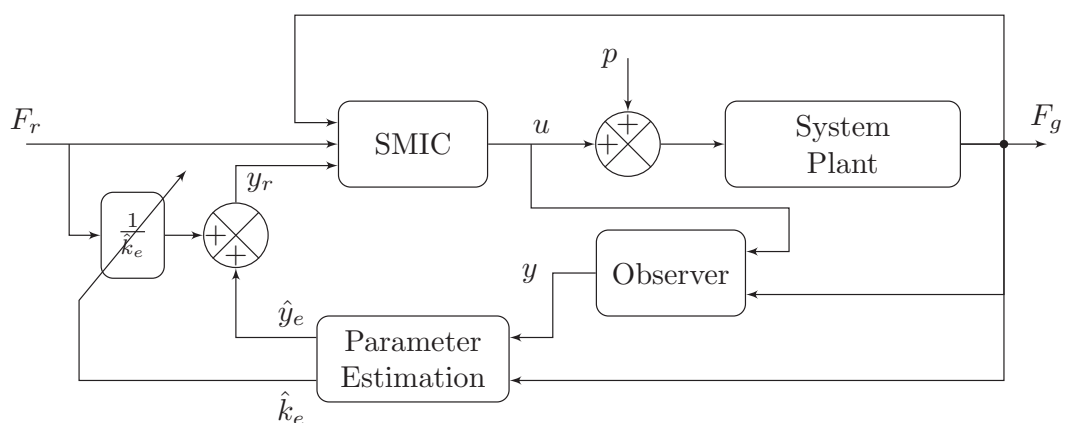 p
F_r
SMIC
u
+
+
System
Plant
F_g
y_r
1
k̂_e
+
+
Observer
y
ŷ_e
Parameter
Estimation
k̂_e